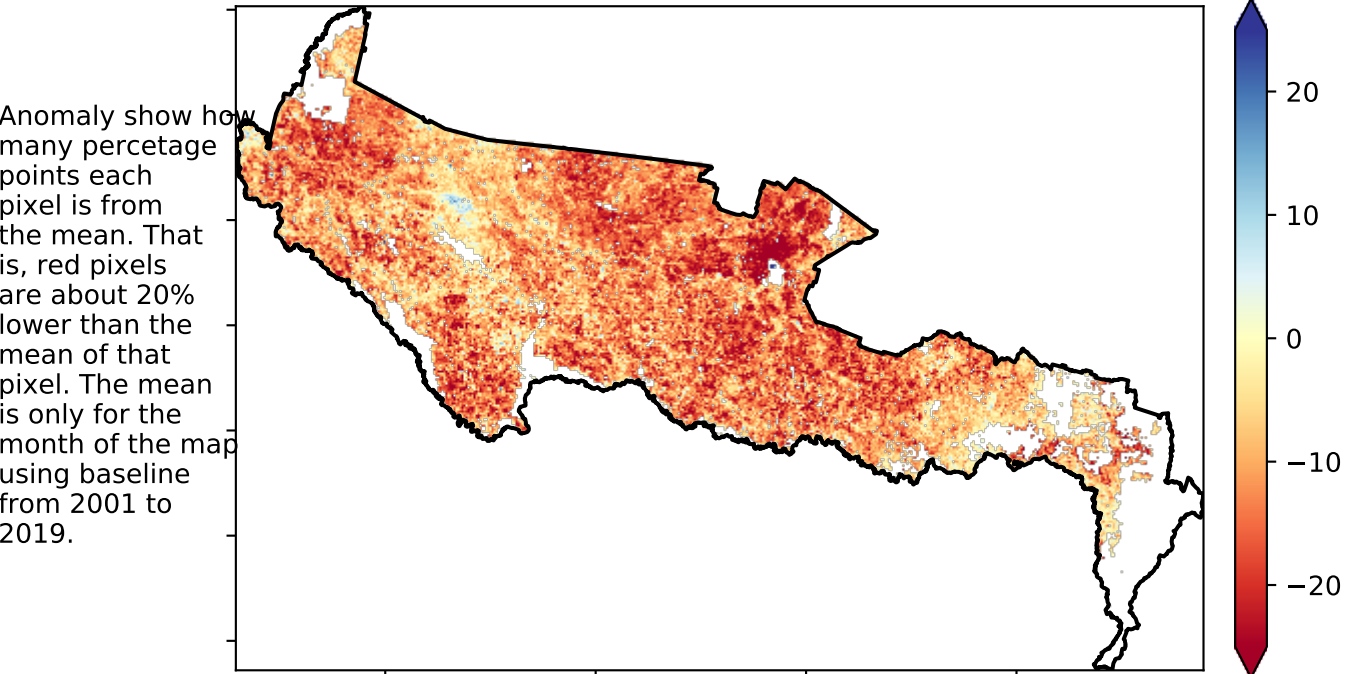 Anomaly show how
many percetage
points each
pixel is from
the mean. That
is, red pixels
are about 20%
lower than the
mean of that
pixel. The mean
is only for the
month of the map
using baseline
from 2001 to
2019.
20
10
0
−10
−20